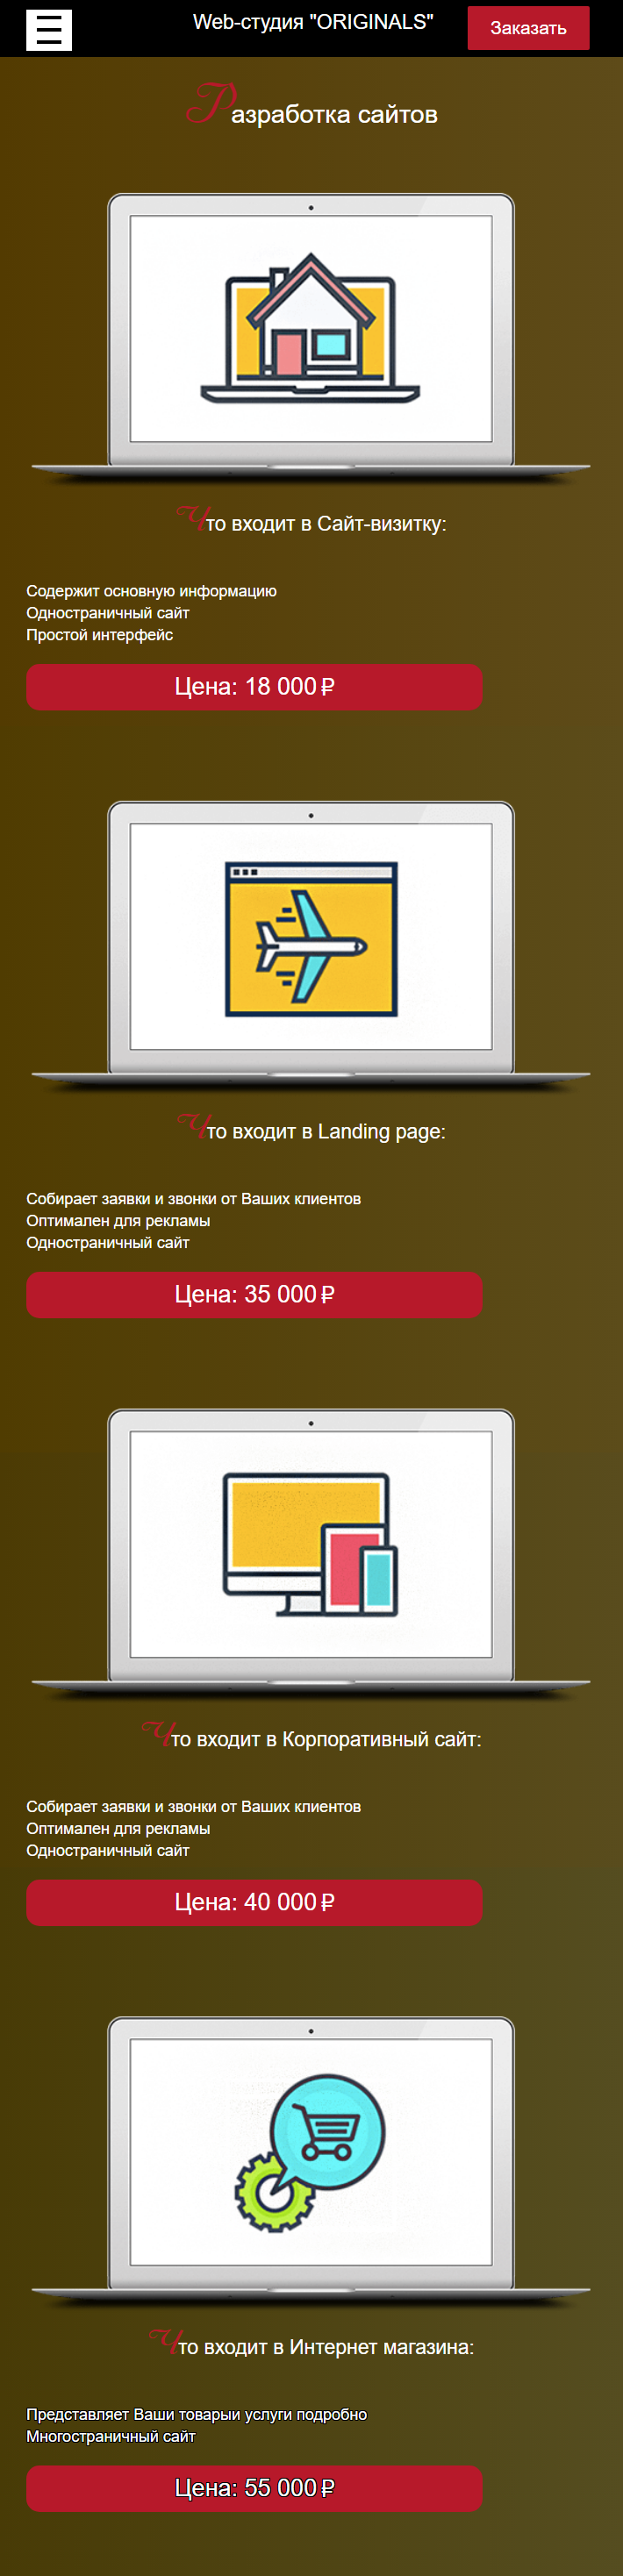 Web-студия "ORIGINALS"
Заказать
Разработка сайтов
Что входит в Сайт-визитку:
Содержит основную информацию
Одностраничный сайт
Простой интерфейс
Цена: 18 000 ₽
Что входит в Landing page:
Собирает заявки и звонки от Ваших клиентов
Оптимален для рекламы
Одностраничный сайт
Цена: 35 000 ₽
Что входит в Корпоративный сайт:
Собирает заявки и звонки от Ваших клиентов
Оптимален для рекламы
Одностраничный сайт
Цена: 40 000 ₽
Что входит в Интернет магазина:
Представляет Ваши товарыи услуги подробно
Многостраничный сайт
Цена: 55 000 ₽